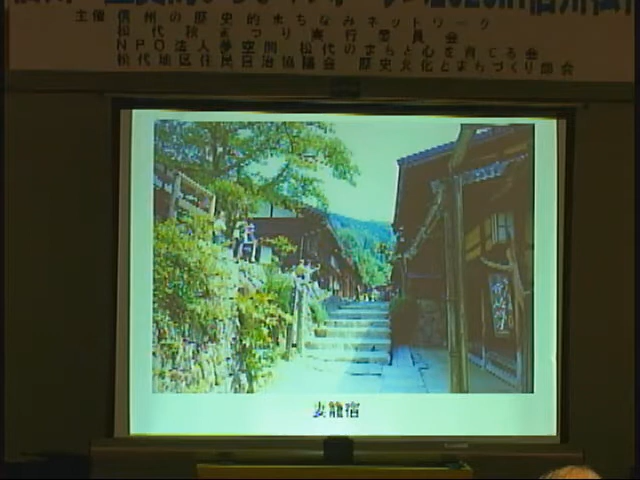 主催 信州の歴史的まちなみネットワーク
松代秋まつり実行委員会
NPO法人夢空間 松代のまちと心を育てる会
松代地区住民自治協議会 歴史文化とまちづくり部会
妻籠宿